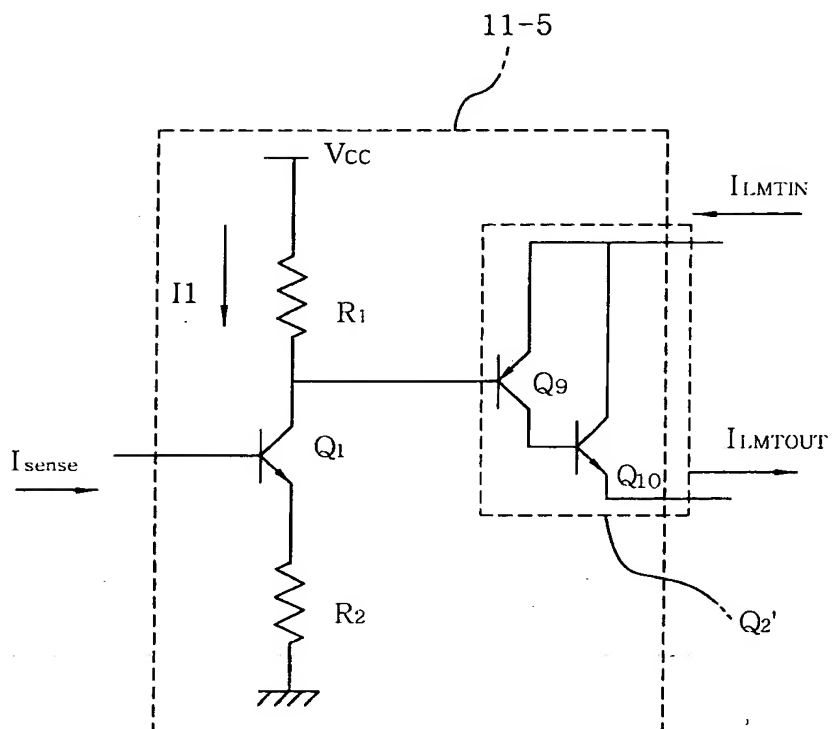 11-5
Vcc
ILMTIN
I1
R1
Q9
Isense
Q1
Q10
ILMTOUT
R2
Q2'